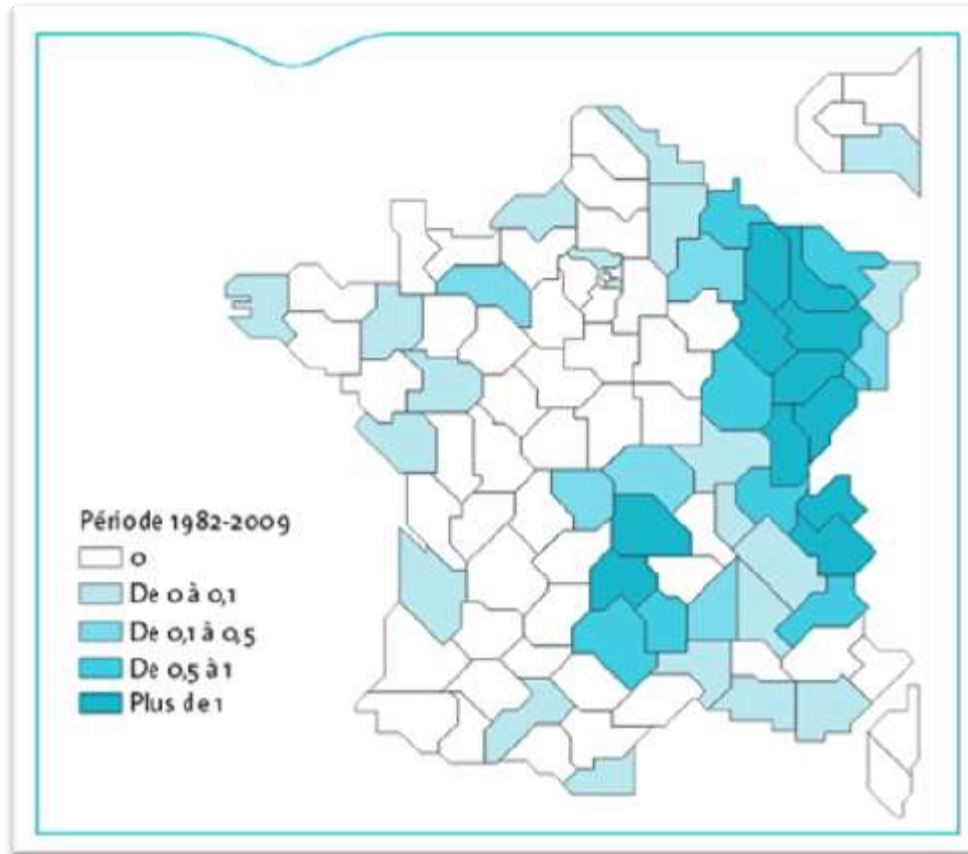 Période 1982-2009
0
De 0 à 0,1
De 0,1 à 0,5
De 0,5 à 1
Plus de 1